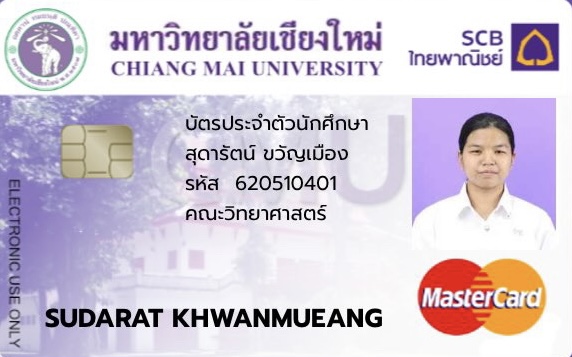 มหาวิทยาลัยเชียงใหม่
CHIANG MAI UNIVERSITY
SCB
ไทยพาณิชย์
บัตรประจำตัวนักศึกษา
สุดารัตน์ ขวัญเมือง
รหัส 620510401
คณะวิทยาศาสตร์
ELECTRONIC USE ONLY
SUDARAT KHWANMUEANG
MasterCard